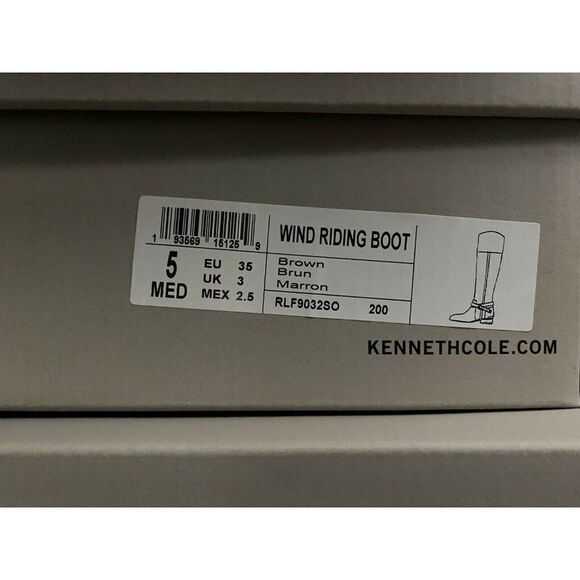 1 93569 15125 9
5
MED
EU 35
UK 3
MEX 2.5
WIND RIDING BOOT
Brown
Brun
Marron
RLF9032SO 200
KENNETHCOLE.COM